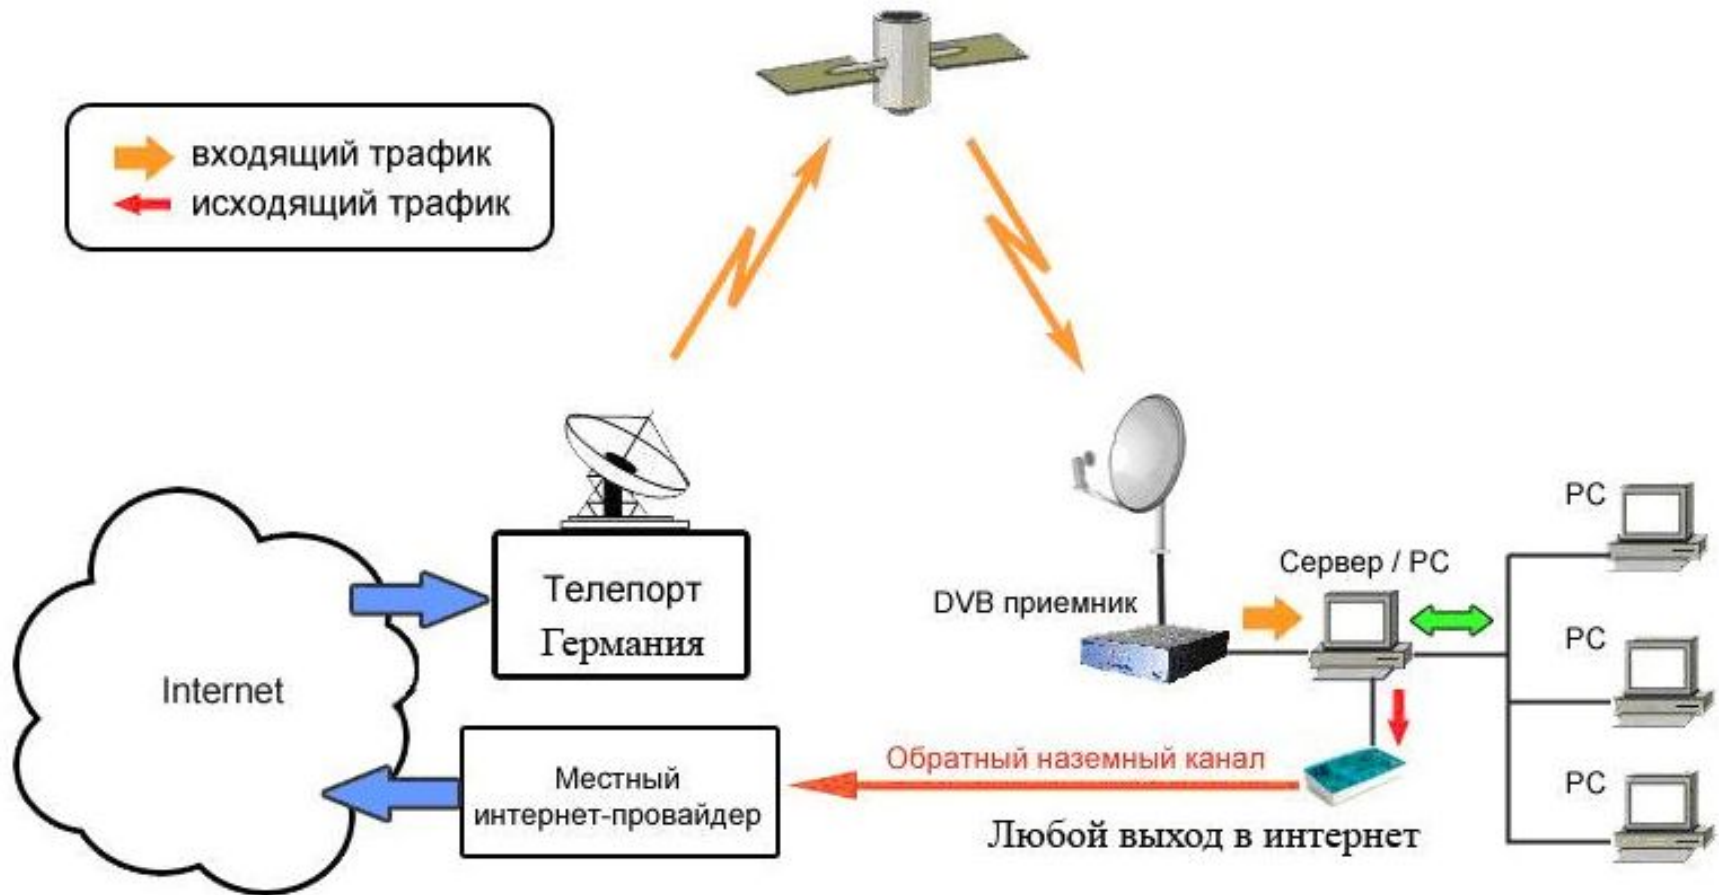 входящий трафик
исходящий трафик
Телепорт
Германия
Internet
Местный
интернет-провайдер
DVB приемник
Сервер / PC
PC
PC
PC
Обратный наземный канал
Любой выход в интернет